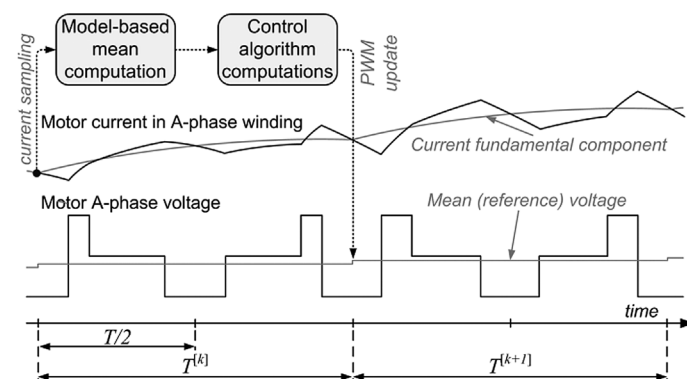 Model-based
mean
computation
Control
algorithm
computations
current sampling
PWM
update
Motor current in A-phase winding
Current fundamental component
Motor A-phase voltage
Mean (reference) voltage
time
T/2
T[k]
T[k+1]